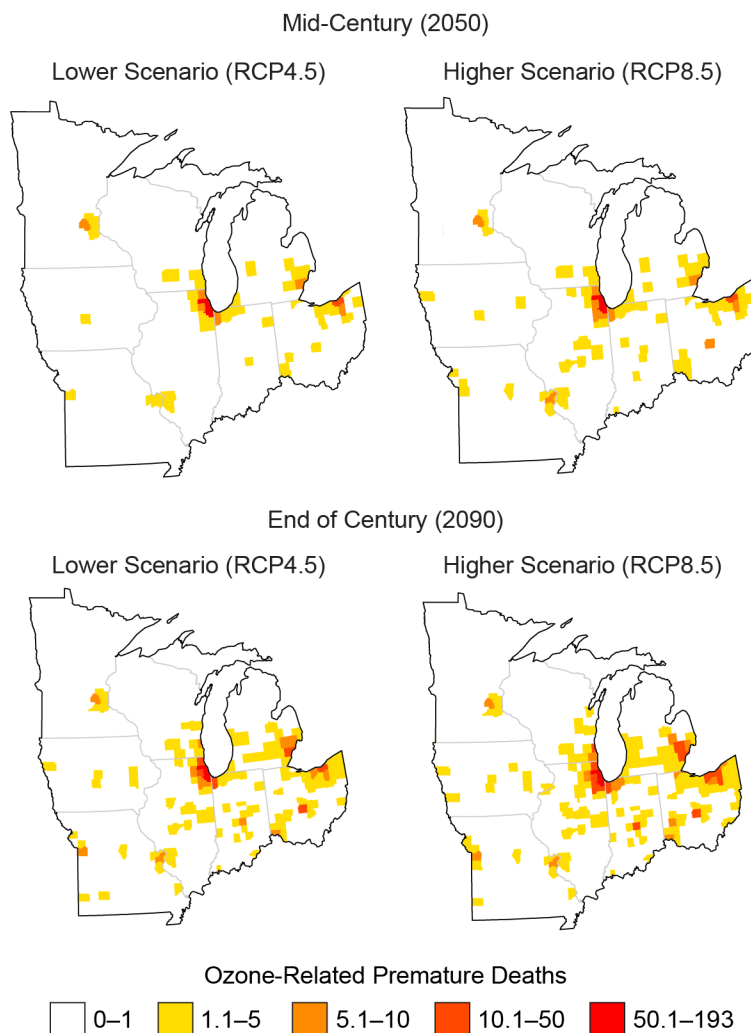 Mid-Century (2050)
Lower Scenario (RCP4.5)
Higher Scenario (RCP8.5)
End of Century (2090)
Lower Scenario (RCP4.5)
Higher Scenario (RCP8.5)
Ozone-Related Premature Deaths
0–1
1.1–5
5.1–10
10.1–50
50.1–193